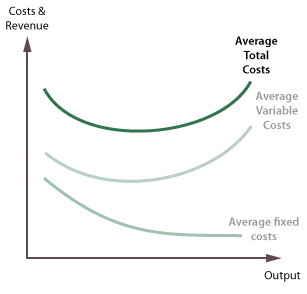 Costs &
Revenue
Average
Total
Costs
Average
Variable
Costs
Average fixed
costs
Output